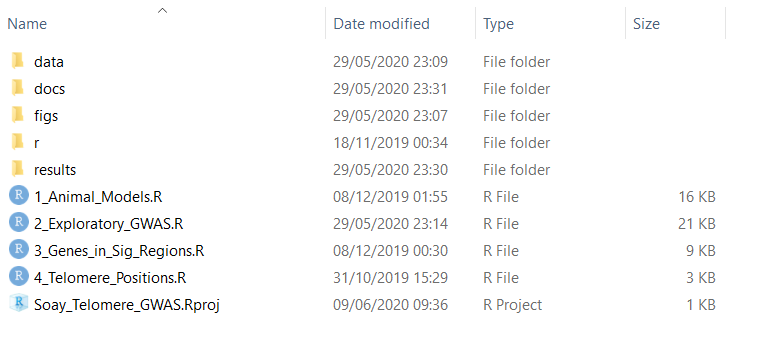 Name Date modified Type Size
data 29/05/2020 23:09 File folder
docs 29/05/2020 23:31 File folder
figs 29/05/2020 23:07 File folder
r 18/11/2019 00:34 File folder
results 29/05/2020 23:30 File folder
1_Animal_Models.R 08/12/2019 01:55 R File 16 KB
2_Exploratory_GWAS.R 29/05/2020 23:14 R File 21 KB
3_Genes_in_Sig_Regions.R 08/12/2019 00:30 R File 9 KB
4_Telomere_Positions.R 31/10/2019 15:29 R File 3 KB
Soay_Telomere_GWAS.Rproj 09/06/2020 09:36 R Project 1 KB